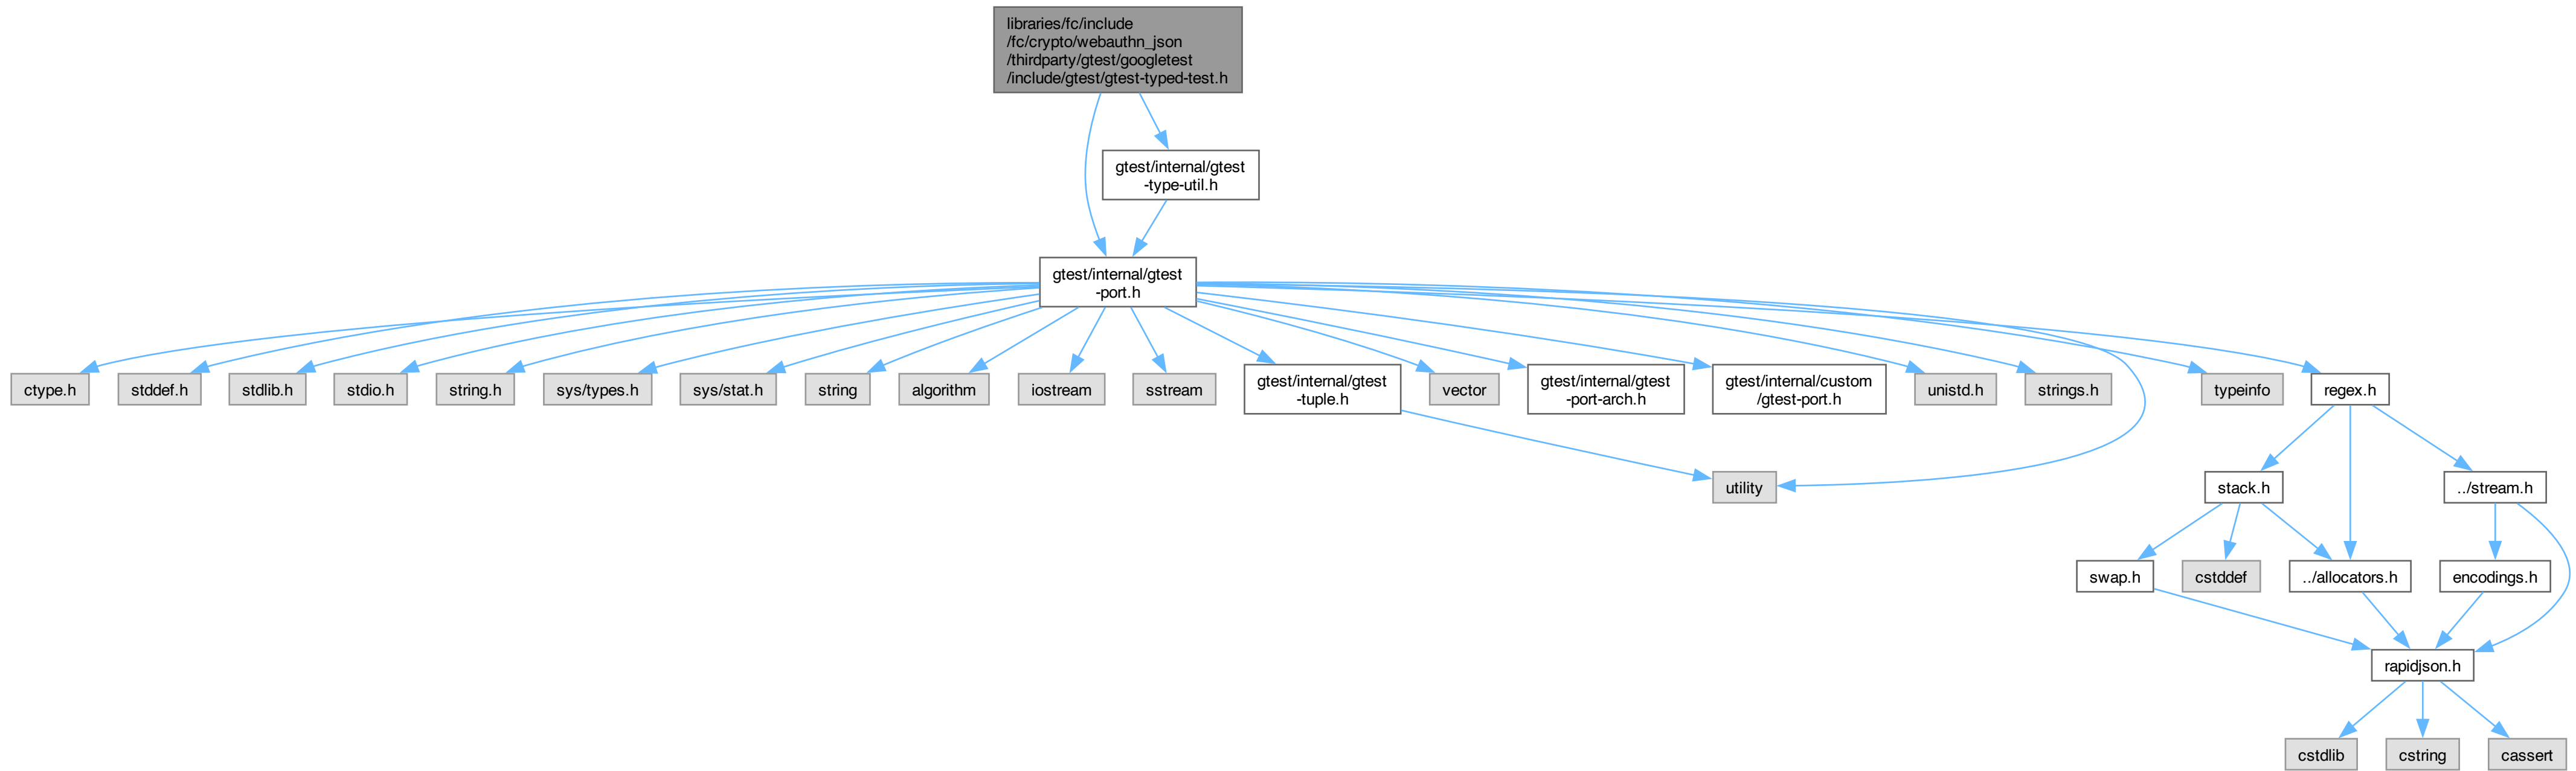 libraries/fc/include
/fc/crypto/webauthn_json
/thirdparty/gtest/googletest
/include/gtest/gtest-typed-test.h
gtest/internal/gtest
-type-util.h
gtest/internal/gtest
-port.h
ctype.h
stddef.h
stdlib.h
stdio.h
string.h
sys/types.h
sys/stat.h
string
algorithm
iostream
sstream
gtest/internal/gtest
-tuple.h
vector
gtest/internal/gtest
-port-arch.h
gtest/internal/custom
/gtest-port.h
unistd.h
strings.h
typeinfo
regex.h
utility
stack.h
../stream.h
swap.h
cstddef
../allocators.h
encodings.h
rapidjson.h
cstdlib
cstring
cassert